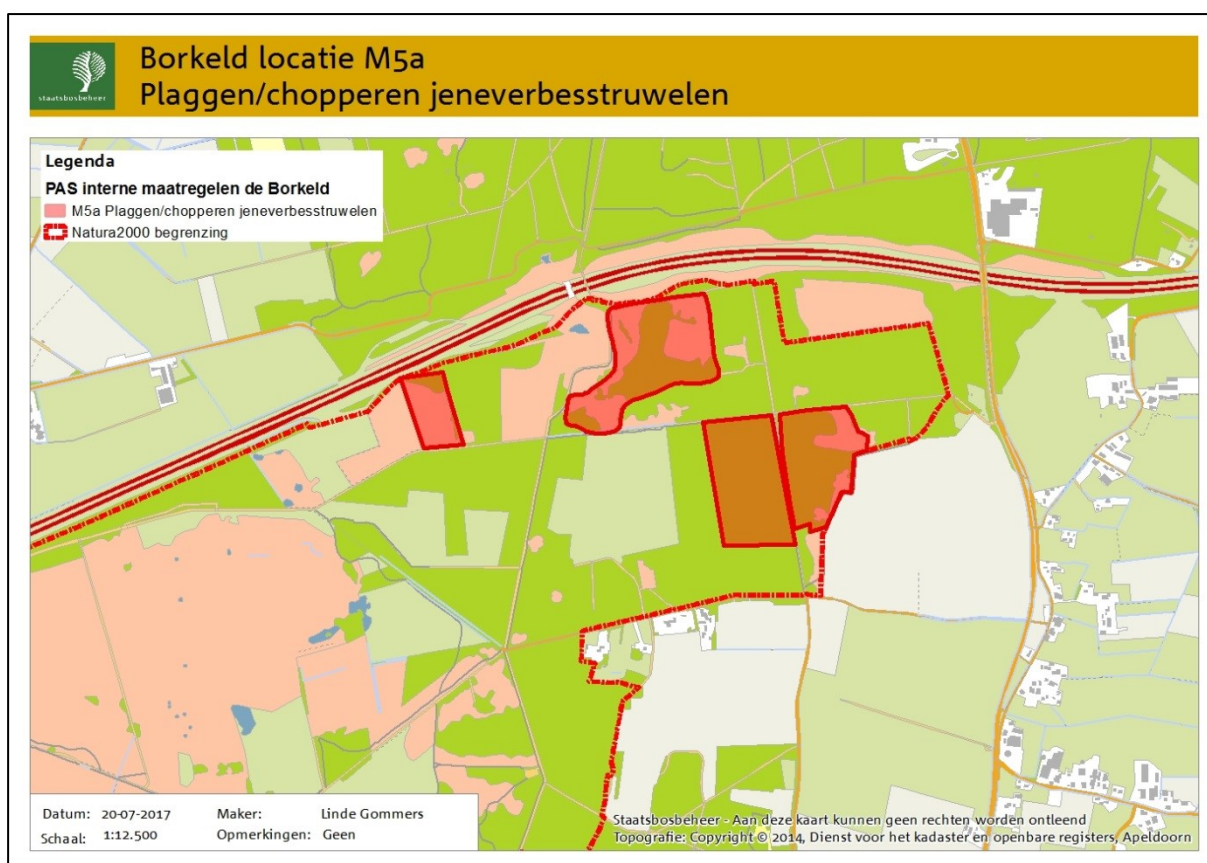 staatsbosbeheer
Borkeld locatie M5a
Plaggen/chopperen jeneverbesstruwelen
Legenda
PAS interne maatregelen de Borkeld
M5a Plaggen/chopperen jeneverbesstruwelen
Natura2000 begrenzing
Datum: 20-07-2017 Maker: Linde Gommers
Schaal: 1:12.500 Opmerkingen: Geen
Staatsbosbeheer - Aan deze kaart kunnen geen rechten worden ontleend
Topografie: Copyright © 2014, Dienst voor het kadaster en openbare registers, Apeldoorn